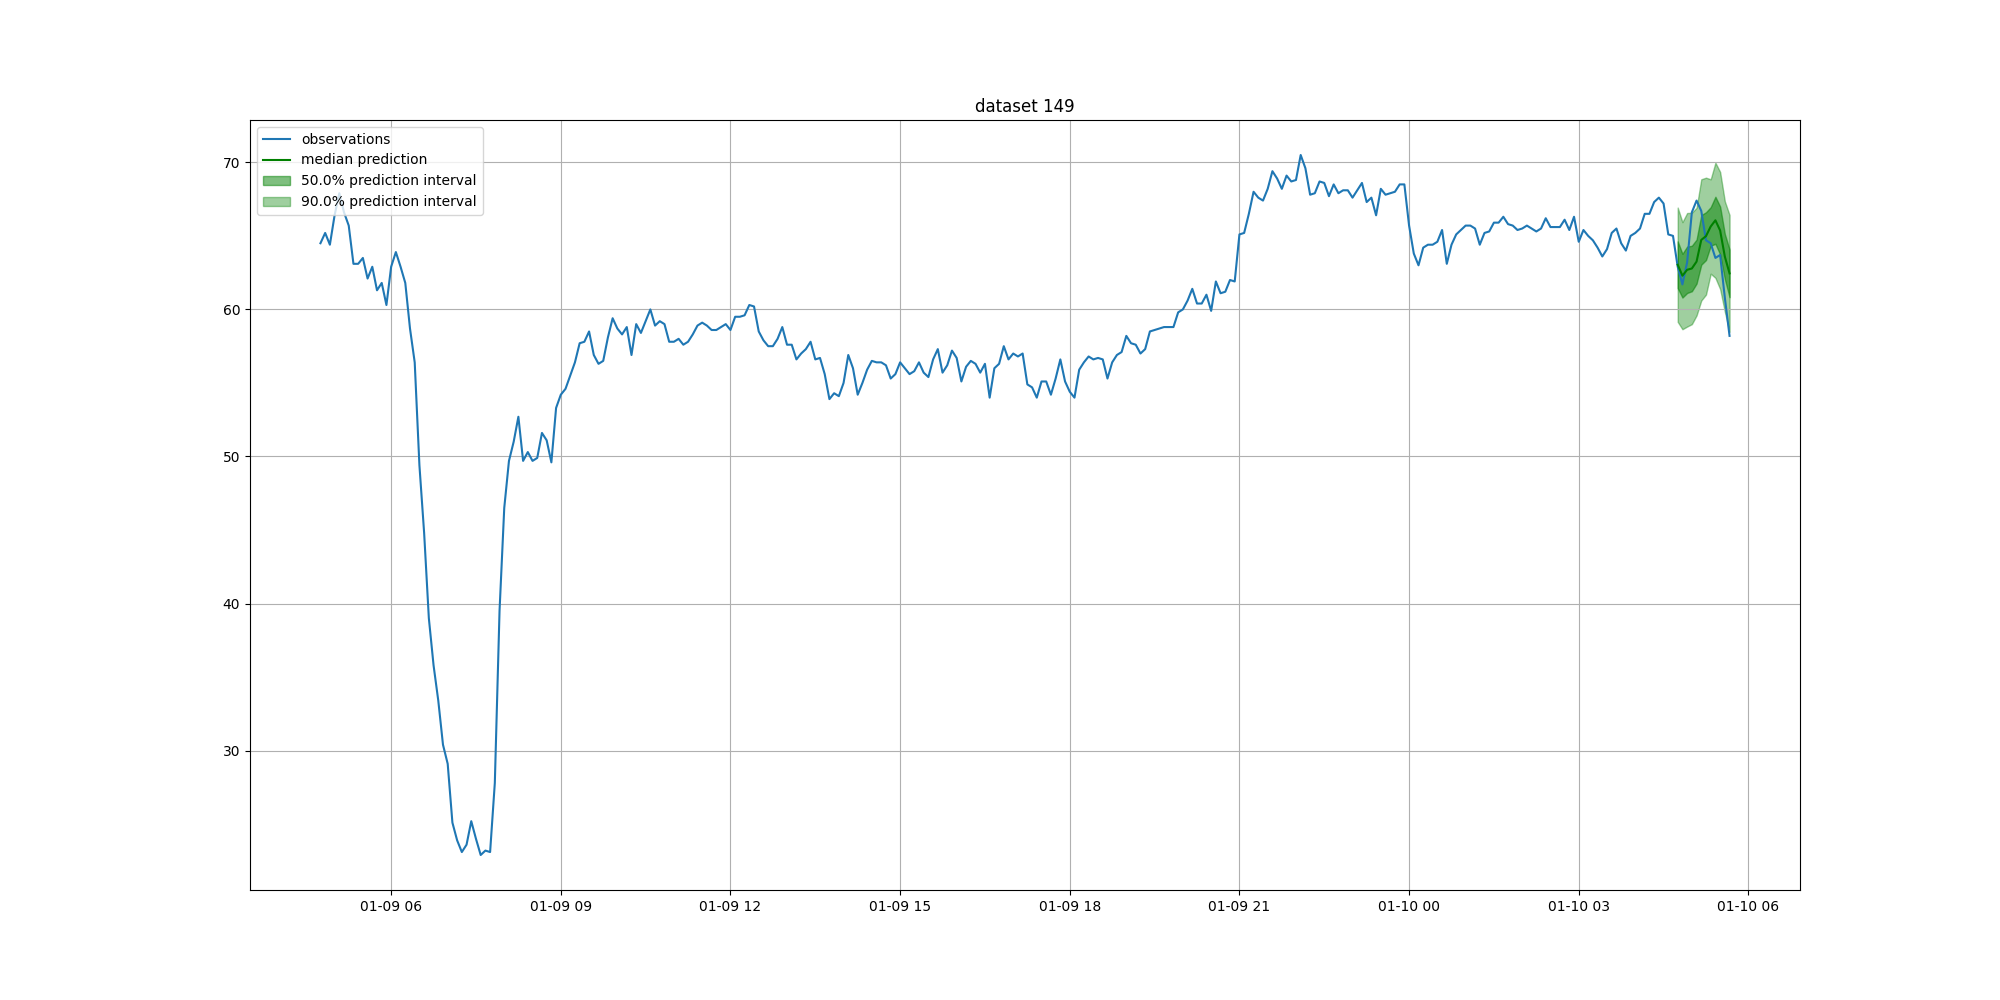 dataset 149
observations
median prediction
50.0% prediction interval
90.0% prediction interval
70
60
50
40
30
01-09 06
01-09 09
01-09 12
01-09 15
01-09 18
01-09 21
01-10 00
01-10 03
01-10 06